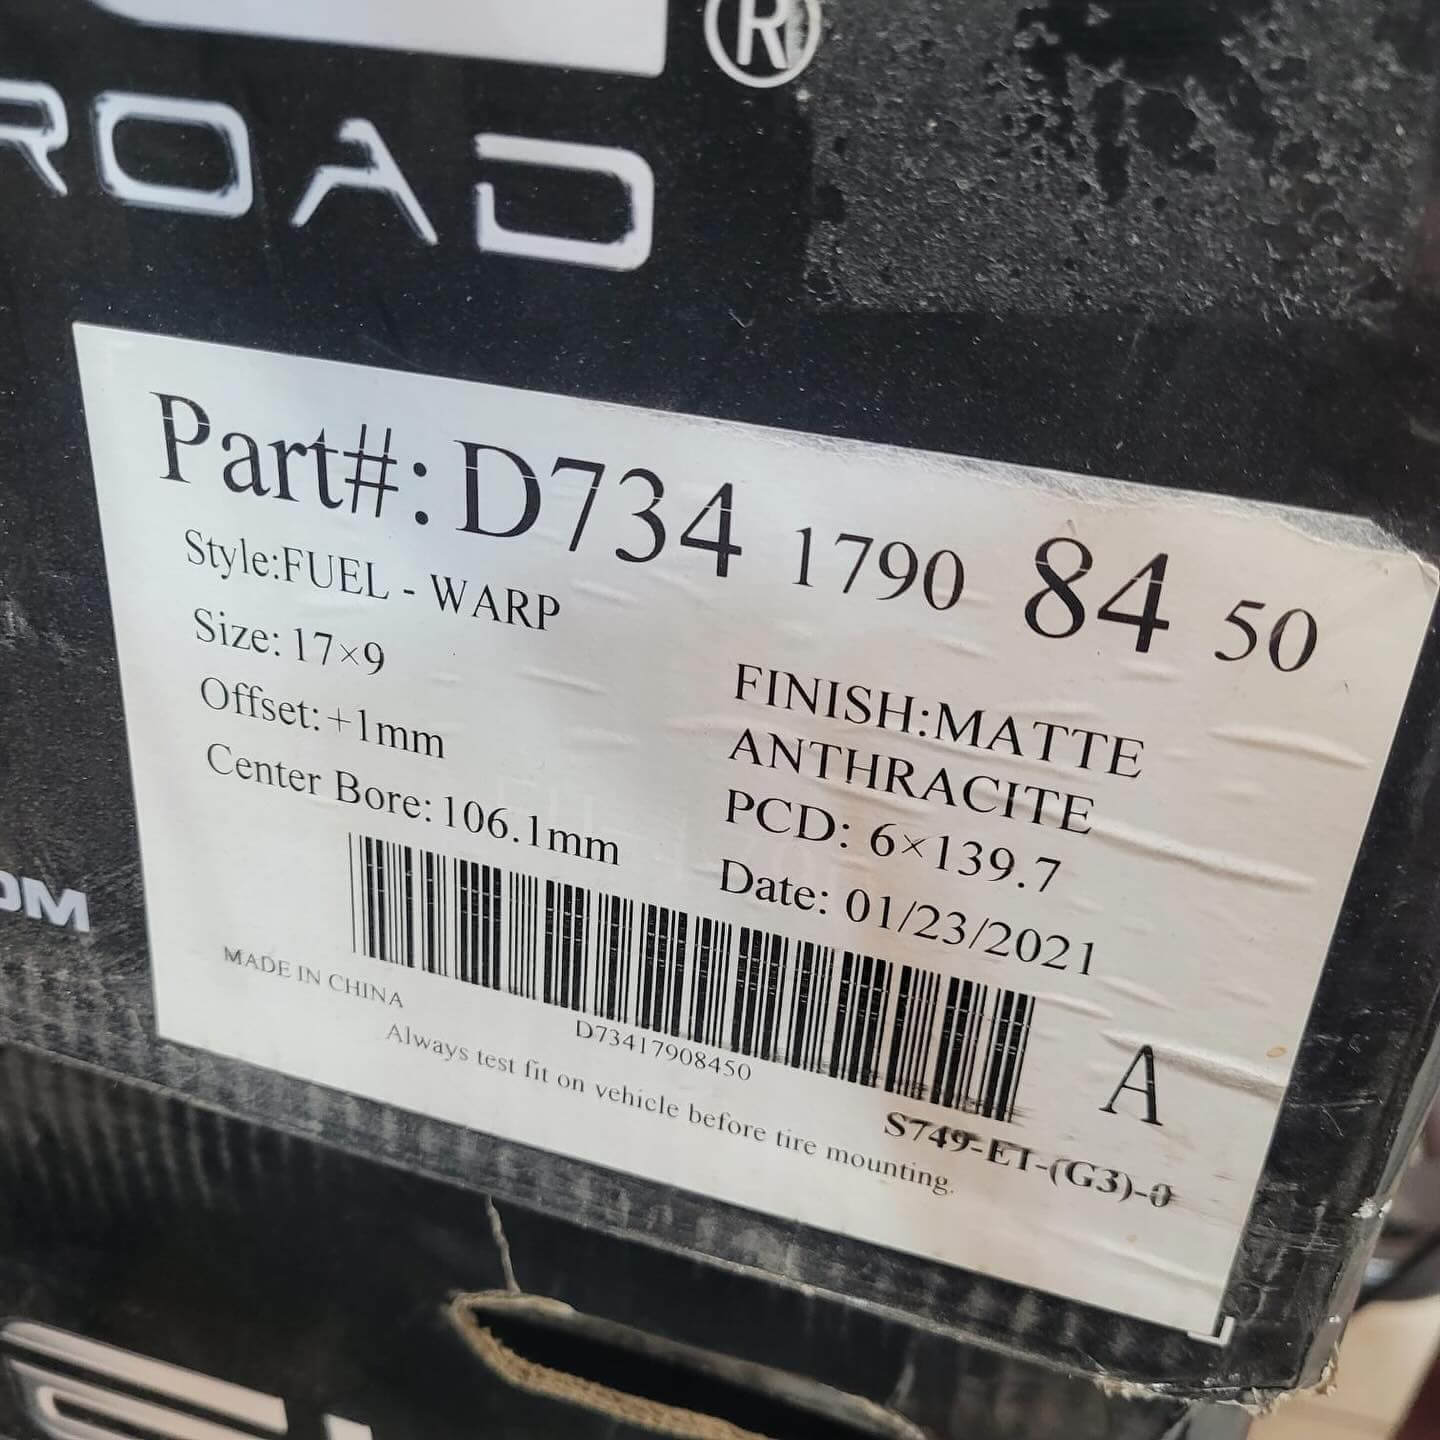 ®
ROAD
Part#: D734 1790 84 50
Style:FUEL - WARP
Size: 17×9
Offset: +1mm
Center Bore: 106.1mm
FINISH:MATTE
ANTHRACITE
PCD: 6×139.7
Date: 01/23/2021
MADE IN CHINA
D73417908450
A
S749-ET-(G3)-0
Always test fit on vehicle before tire mounting.
OM